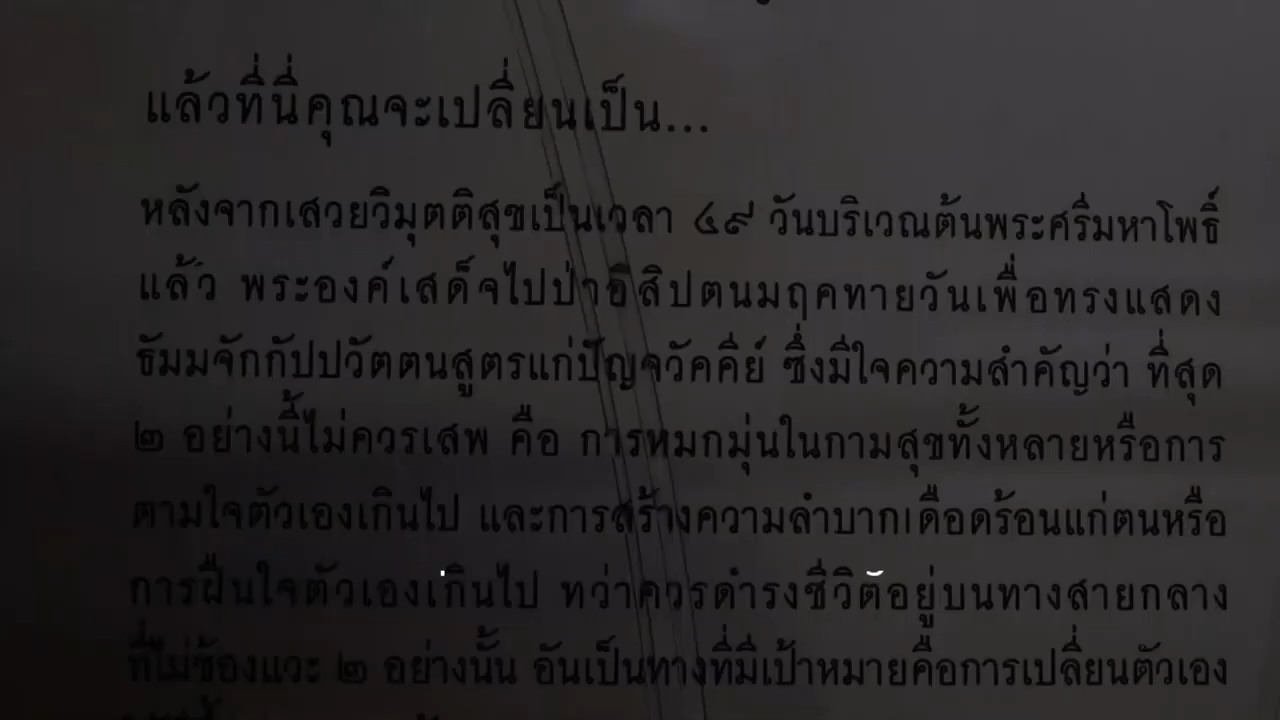 แล้วที่นี่คุณจะเปลี่ยนเป็น...
หลังจากเสวยวิมุตติสุขเป็นเวลา ๔๙ วันบริเวณต้นพระศรีมหาโพธิ์
แล้ว พระองค์เสด็จไปป่าอิสิปตนมฤคทายวันเพื่อทรงแสดง
ธัมมจักกัปปวัตตนสูตรแก่ปัญจวัคคีย์ ซึ่งมีใจความสำคัญว่า ที่สุด
๒ อย่างนี้ไม่ควรเสพ คือ การหมกมุ่นในกามสุขทั้งหลายหรือการ
ตามใจตัวเองเกินไป และการสร้างความลำบากเดือดร้อนแก่ตนหรือ
การฝืนใจตัวเองเกินไป ทว่าควรดำรงชีวิตอยู่บนทางสายกลาง
ที่ไม่ข้องแวะ ๒ อย่างนั้น อันเป็นทางที่มีเป้าหมายคือการเปลี่ยนตัวเอง